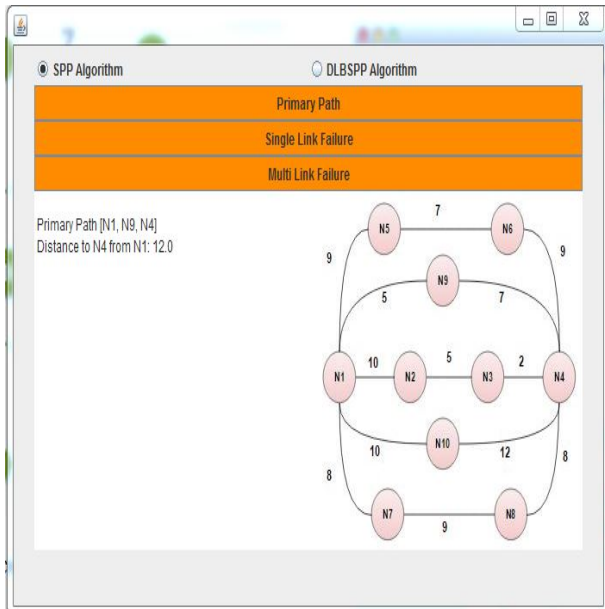 SPP Algorithm
DLBSPP Algorithm
Primary Path
Single Link Failure
Multi Link Failure
Primary Path [N1, N9, N4]
Distance to N4 from N1: 12.0
7
N5
N6
9
9
N9
5
7
10
5
2
N1
N2
N3
N4
N10
10
12
8
8
N7
N8
9